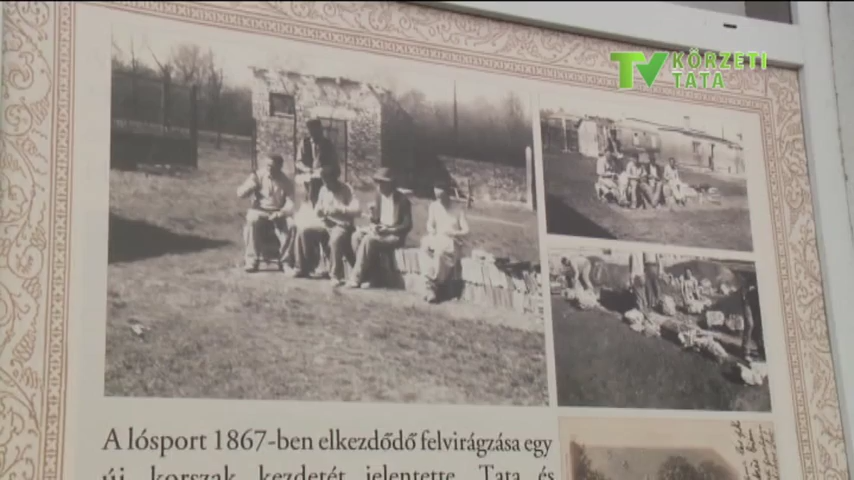 TV KÖRZETI
TATA
A lósport 1867-ben elkezdődő felvirágzása egy
új korszak kezdetét jelentette Tata és